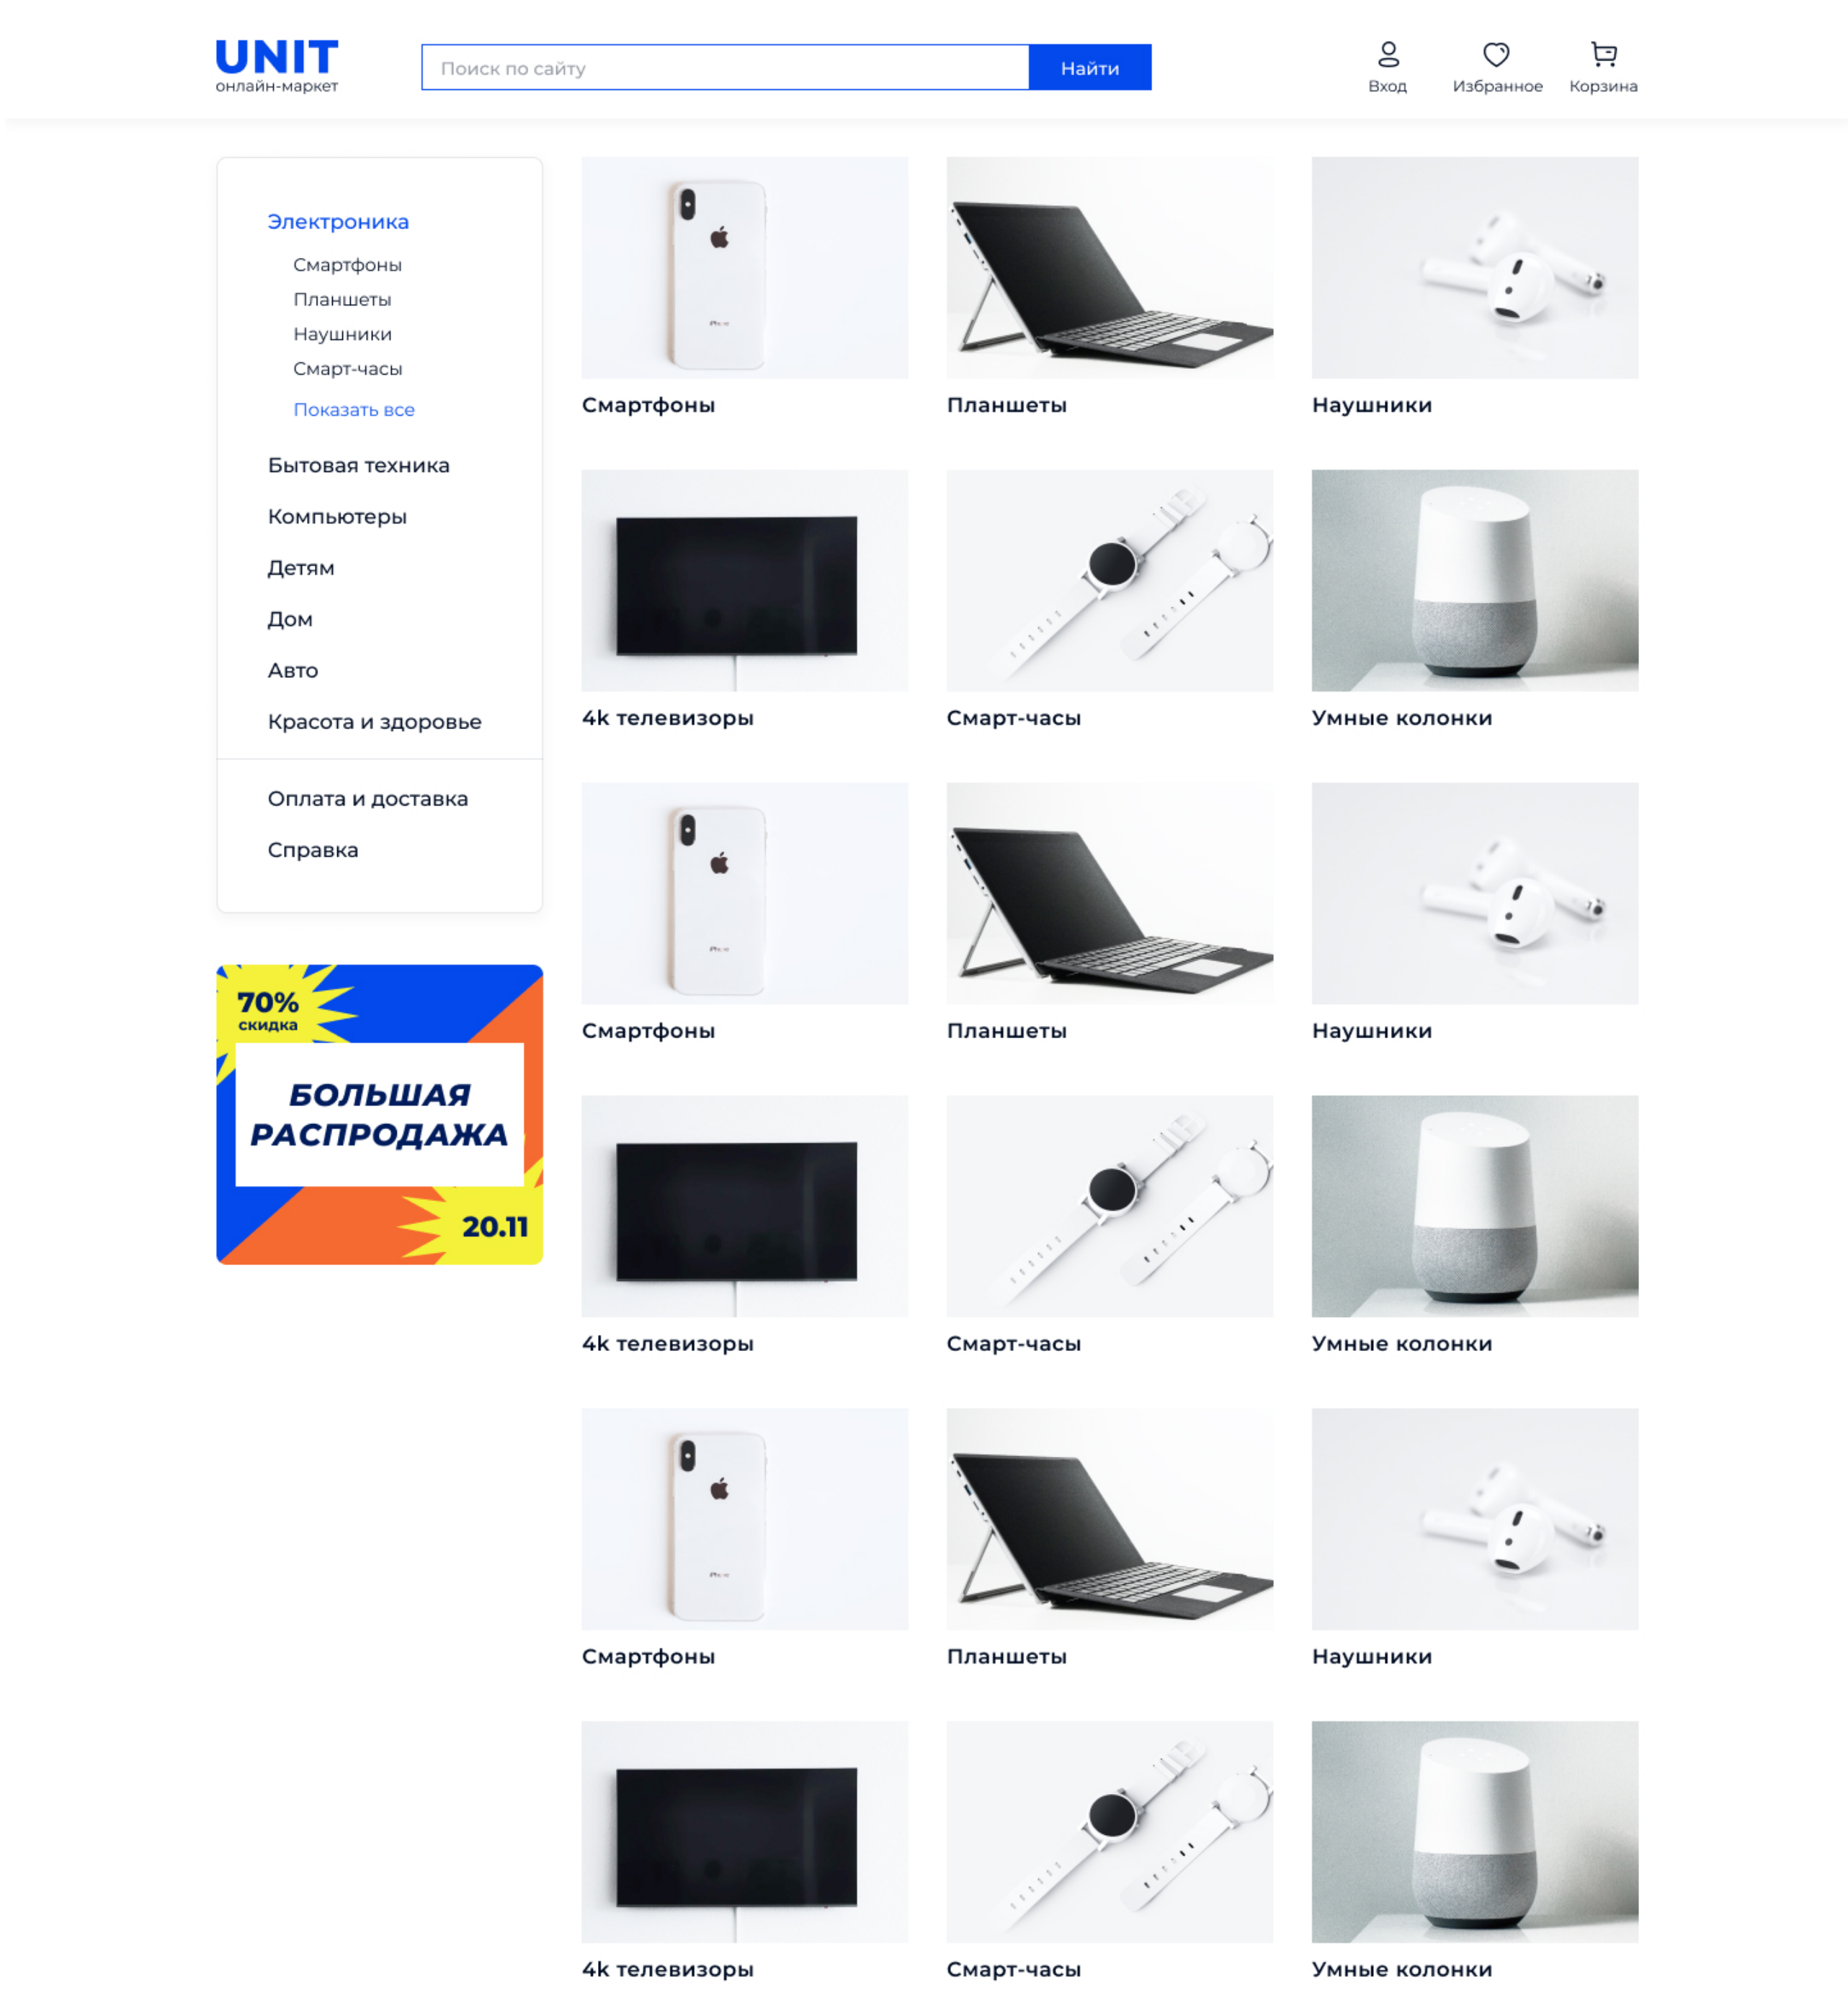 UNIT
онлайн-маркет
Поиск по сайту
Найти
Вход
Избранное
Корзина
Электроника
Смартфоны
Планшеты
Наушники
Смарт-часы
Показать все
Бытовая техника
Компьютеры
Детям
Дом
Авто
Красота и здоровье
Оплата и доставка
Справка
70%
скидка
БОЛЬШАЯ
РАСПРОДАЖА
20.11
Смартфоны
Планшеты
Наушники
4k телевизоры
Смарт-часы
Умные колонки
Смартфоны
Планшеты
Наушники
4k телевизоры
Смарт-часы
Умные колонки
Смартфоны
Планшеты
Наушники
4k телевизоры
Смарт-часы
Умные колонки